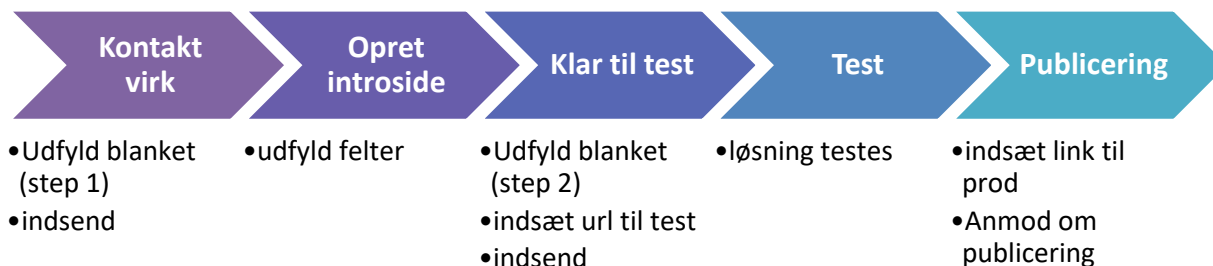 Kontakt
virk
Opret
introside
Klar til test
Test
Publicering
•Udfyld blanket
(step 1)
•indsend
•udfyld felter
•Udfyld blanket
(step 2)
•indsæt url til test
•indsend
•løsning testes
•indsæt link til
prod
•Anmod om
publicering